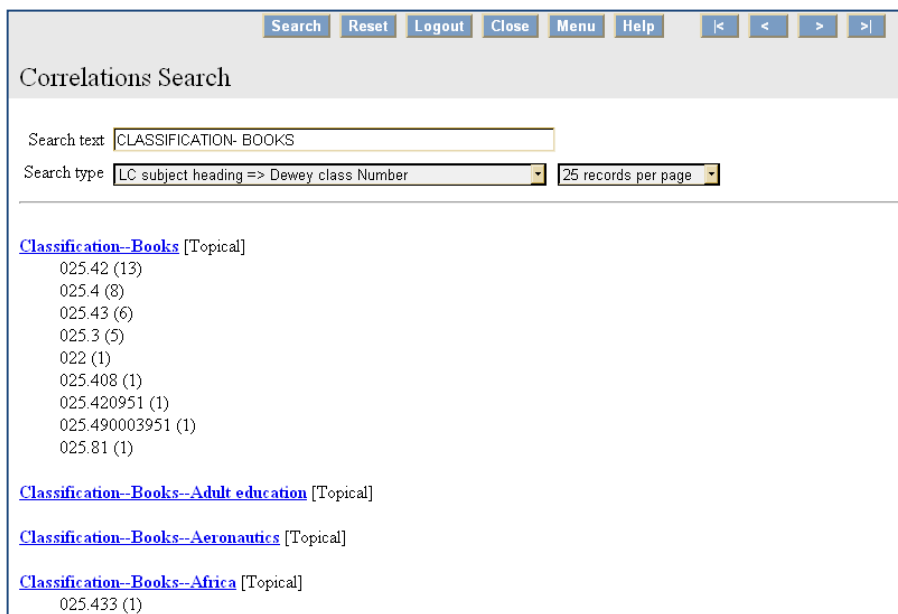 Search Reset Logout Close Menu Help |< < > >|
Correlations Search
Search text CLASSIFICATION- BOOKS
Search type LC subject heading => Dewey class Number 25 records per page
Classification--Books [Topical]
025.42 (13)
025.4 (8)
025.43 (6)
025.3 (5)
022 (1)
025.408 (1)
025.420951 (1)
025.490003951 (1)
025.81 (1)
Classification--Books--Adult education [Topical]
Classification--Books--Aeronautics [Topical]
Classification--Books--Africa [Topical]
025.433 (1)